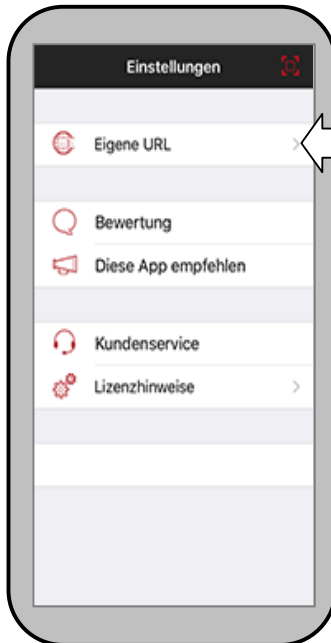 Einstellungen
Eigene URL
Bewertung
Diese App empfehlen
Kundenservice
Lizenzhinweise